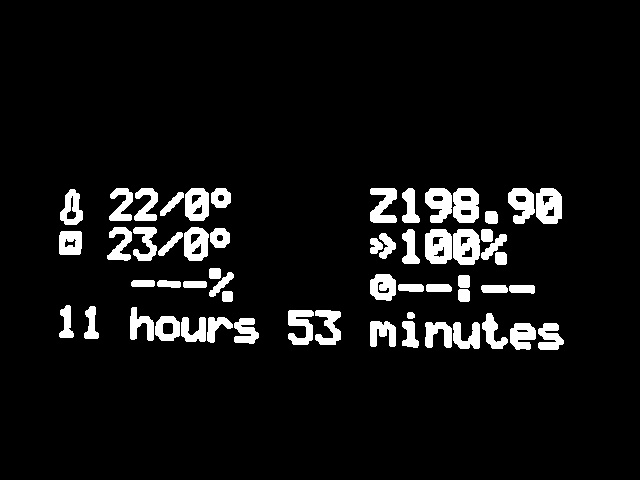 22/0° Z198.90
23/0° »100%
---% --:--
11 hours 53 minutes